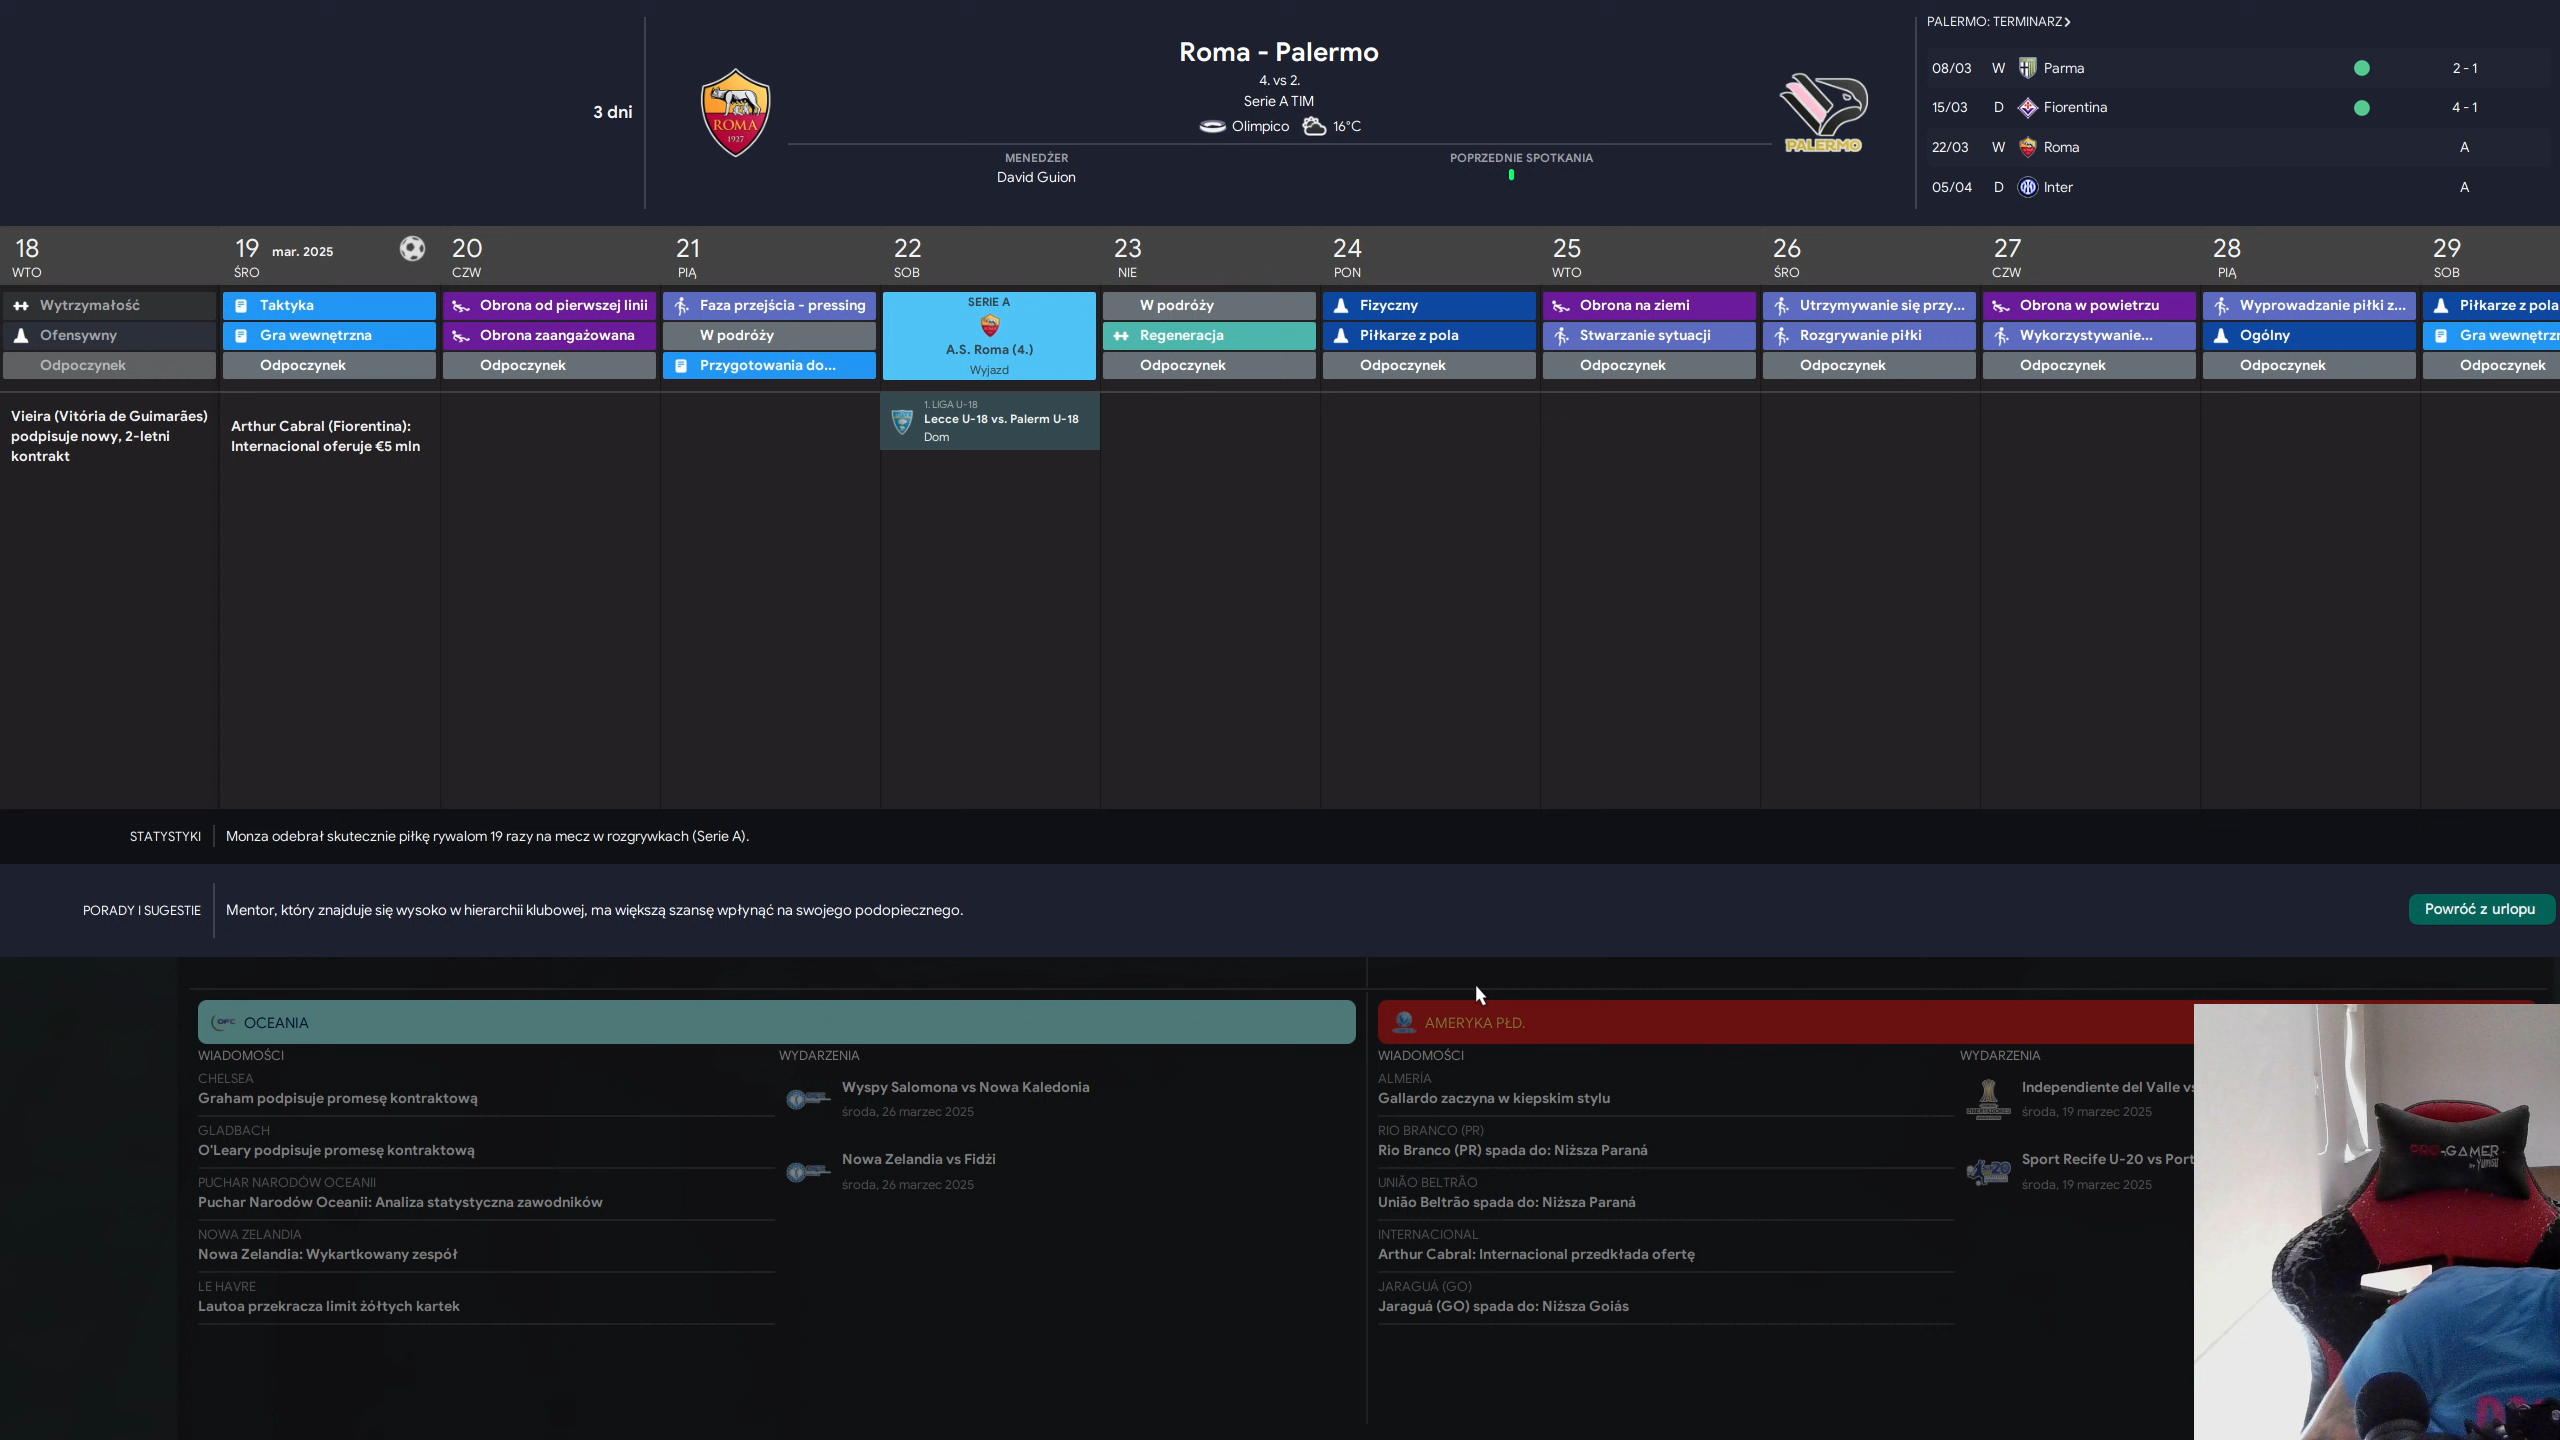 3 dni
ROMA
1927
Roma - Palermo
4. vs 2.
Serie A TIM
Olimpico 16°C
MENEDŻER
David Guion
POPRZEDNIE SPOTKANIA
PALERMO
PALERMO: TERMINARZ
08/03 W Parma 2 - 1
15/03 D Fiorentina 4 - 1
22/03 W Roma A
05/04 D Inter A
18
WTO
19 mar. 2025
ŚRO
20
CZW
21
PIĄ
22
SOB
23
NIE
24
PON
25
WTO
26
ŚRO
27
CZW
28
PIĄ
29
SOB
Wytrzymałość
Ofensywny
Odpoczynek
Taktyka
Gra wewnętrzna
Odpoczynek
Obrona od pierwszej linii
Obrona zaangażowana
Odpoczynek
Faza przejścia - pressing
W podróży
Przygotowania do...
SERIE A
A.S. Roma (4.)
Wyjazd
W podróży
Regeneracja
Odpoczynek
Fizyczny
Piłkarze z pola
Odpoczynek
Obrona na ziemi
Stwarzanie sytuacji
Odpoczynek
Utrzymywanie się przy...
Rozgrywanie piłki
Odpoczynek
Obrona w powietrzu
Wykorzystywanie...
Odpoczynek
Wyprowadzanie piłki z...
Ogólny
Odpoczynek
Piłkarze z pola
Gra wewnętrzn
Odpoczynek
Vieira (Vitória de Guimarães)
podpisuje nowy, 2-letni
kontrakt
Arthur Cabral (Fiorentina):
Internacional oferuje €5 mln
1. LIGA U-18
Lecce U-18 vs. Palerm U-18
Dom
STATYSTYKI
Monza odebrał skutecznie piłkę rywalom 19 razy na mecz w rozgrywkach (Serie A).
PORADY I SUGESTIE
Mentor, który znajduje się wysoko w hierarchii klubowej, ma większą szansę wpłynąć na swojego podopiecznego.
Powróć z urlopu
OFC OCEANIA
WIADOMOŚCI
CHELSEA
Graham podpisuje promesę kontraktową
GLADBACH
O'Leary podpisuje promesę kontraktową
PUCHAR NARODÓW OCEANII
Puchar Narodów Oceanii: Analiza statystyczna zawodników
NOWA ZELANDIA
Nowa Zelandia: Wykartkowany zespół
LE HAVRE
Lautoa przekracza limit żółtych kartek
WYDARZENIA
Wyspy Salomona vs Nowa Kaledonia
środa, 26 marzec 2025
Nowa Zelandia vs Fidżi
środa, 26 marzec 2025
AMERYKA PŁD.
WIADOMOŚCI
ALMERÍA
Gallardo zaczyna w kiepskim stylu
RIO BRANCO (PR)
Rio Branco (PR) spada do: Niższa Paraná
UNIÃO BELTRÃO
União Beltrão spada do: Niższa Paraná
INTERNACIONAL
Arthur Cabral: Internacional przedkłada ofertę
JARAGUÁ (GO)
Jaraguá (GO) spada do: Niższa Goiás
WYDARZENIA
Independiente del Valle vs
środa, 19 marzec 2025
Sport Recife U-20 vs Port
środa, 19 marzec 2025
PRO-GAMER
by Yumisu